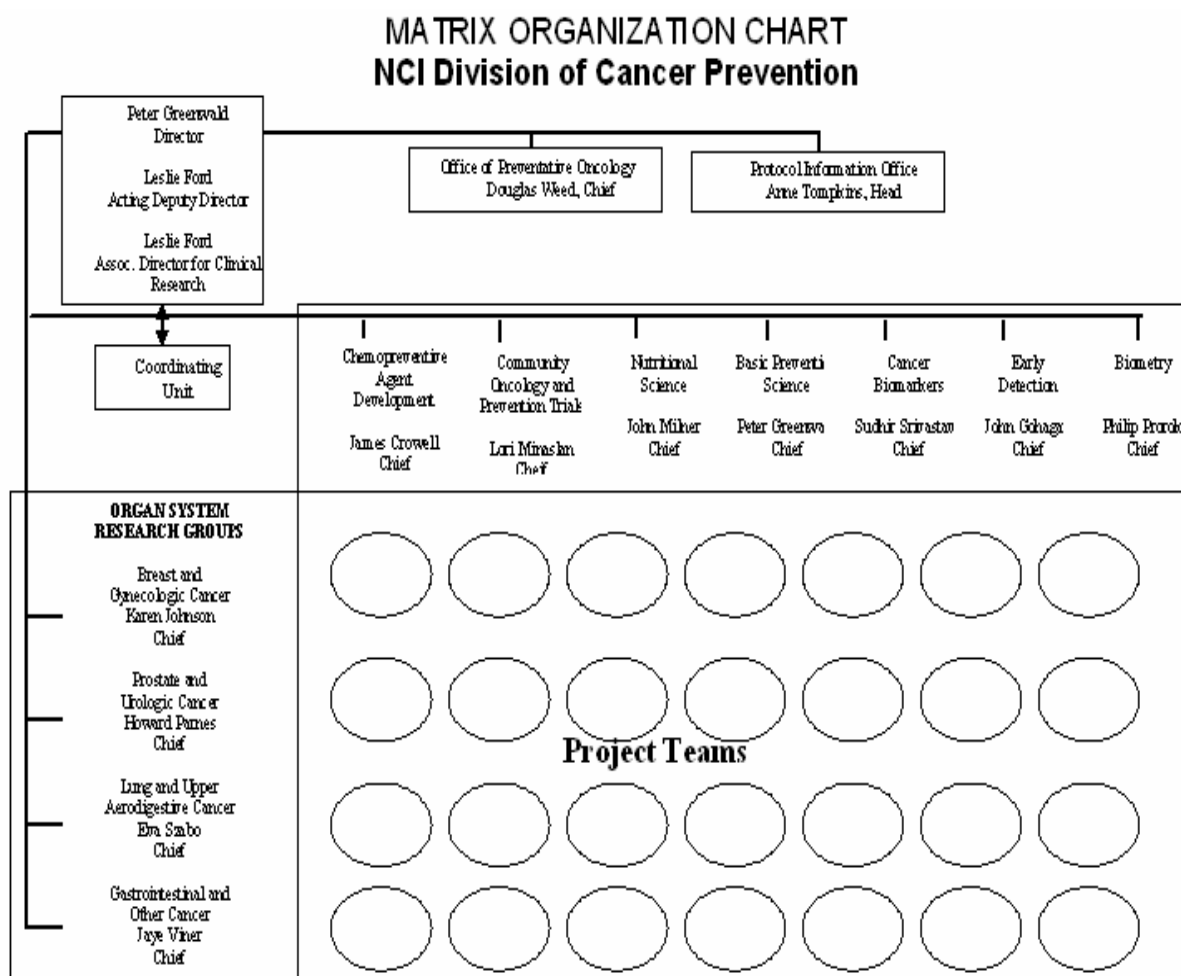 MATRIX ORGANIZATION CHART
NCI Division of Cancer Prevention
Peter Greenwald
Director
Leslie Ford
Acting Deputy Director
Leslie Ford
Assoc. Director for Clinical
Research
Office of Preventative Oncology
Douglas Weed, Chief
Protocol Information Office
Anne Tompkins, Head
Coordinating
Unit
Chemopreventive
Agent
Development
James Crowell
Chief
Community
Oncology and
Prevention Trials
Lori Minasian
Cheif
Nutritional
Science
John Milner
Chief
Basic Preventi
Science
Peter Greenwa
Chief
Cancer
Biomarkers
Sudhir Srivastav
Chief
Early
Detection
John Gohaga
Chief
Biometry
Philip Prorok
Chief
ORGAN SYSTEM
RESEARCH GROUPS
Breast and
Gynecologic Cancer
Karen Johnson
Chief
Prostate and
Urologic Cancer
Howard Parnes
Chief
Lung and Upper
Aerodigestive Cancer
Eva Szabo
Chief
Gastrointestinal and
Other Cancer
Jaye Viner
Chief
Project Teams